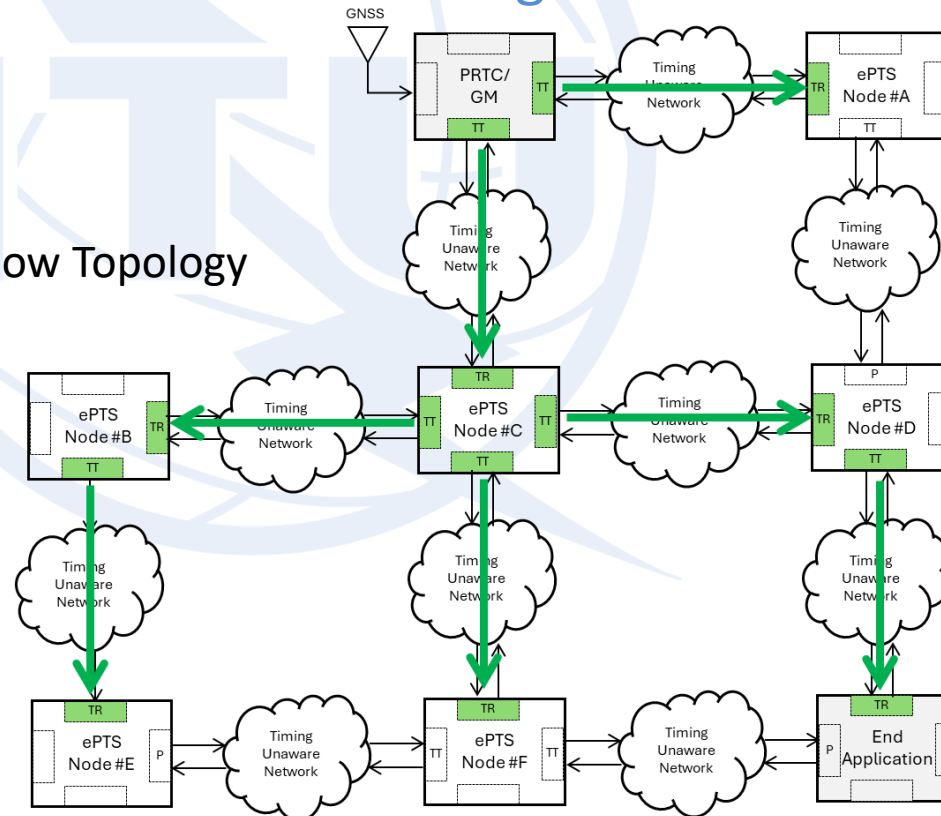 GNSS
PRTC/
GM
TT
TT
Timing
Unaware
Network
TR
ePTS
Node #A
TT
Timing
Unaware
Network
Timing
Unaware
Network
ow Topology
ePTS
Node #B
TR
TT
Timing
Unaware
Network
TR
TT
ePTS
Node #C
TT
TT
Timing
Unaware
Network
P
TR
ePTS
Node #D
TT
Timing
Unaware
Network
Timing
Unaware
Network
Timing
Unaware
Network
TR
ePTS
Node #E
P
Timing
Unaware
Network
TR
TT
ePTS
Node #F
TT
Timing
Unaware
Network
TR
P
End
Application